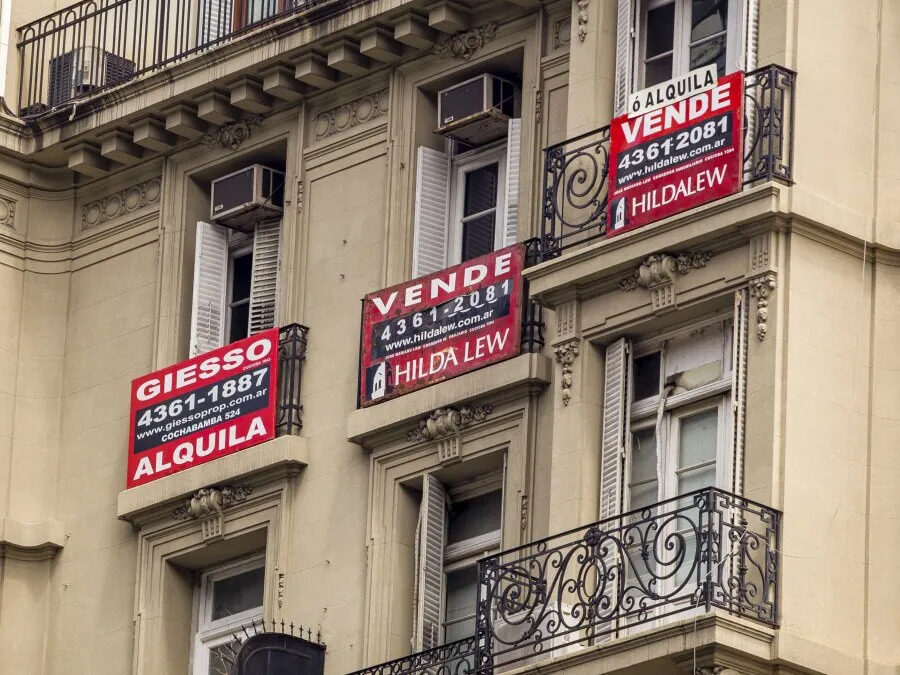 GIESSO
4361-1887
www.giessoprop.com.ar
COCHABAMBA 524
ALQUILA
VENDE
4361-2081
www.hildalew.com.ar
HILDA LEW
ó ALQUILA
VENDE
4361 2081
www.hildalew.com.ar
HILDALEW